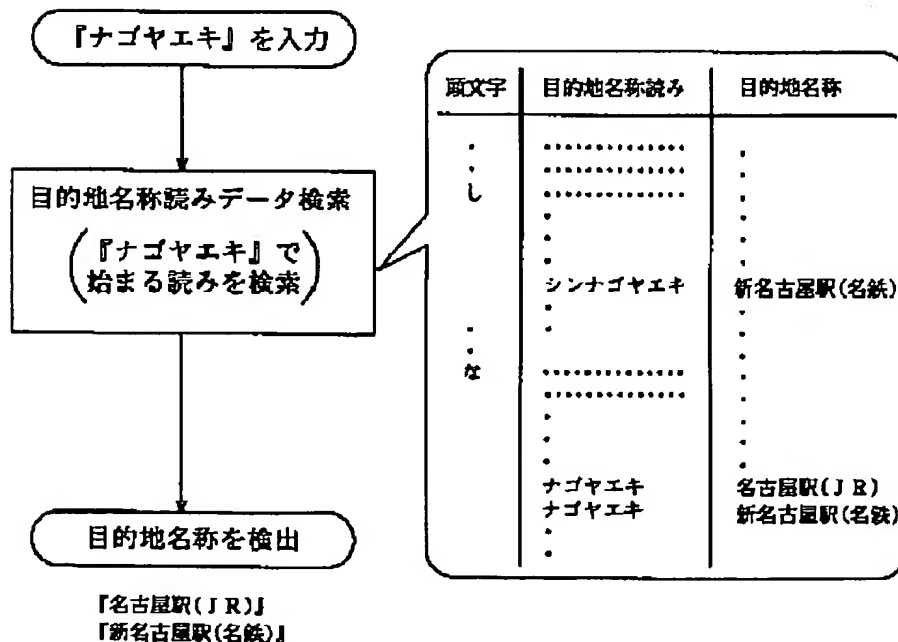 『ナゴヤエキ』を入力
目的地名称読みデータ検索
『ナゴヤエキ』で
始まる読みを検索
目的地名称を検出
『名古屋駅(JR)』
『新名古屋駅(名鉄)』
頭文字 目的地名称読み 目的地名称
し
シンナゴヤエキ 新名古屋駅(名鉄)
な
ナゴヤエキ 名古屋駅(JR)
ナゴヤエキ 新名古屋駅(名鉄)